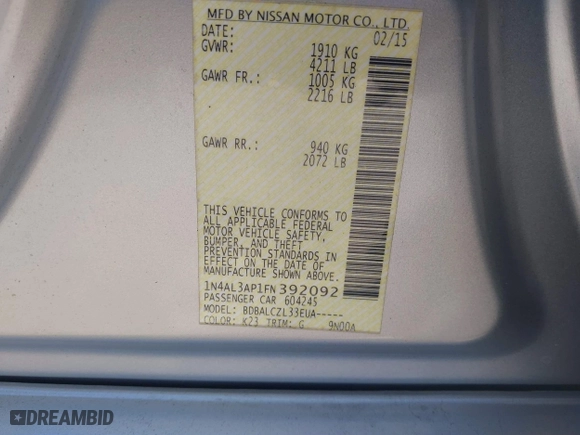 MFD BY NISSAN MOTOR CO., LTD.
DATE: 02/15
GVWR: 1910 KG
4211 LB
GAWR FR.: 1005 KG
2216 LB
GAWR RR.: 940 KG
2072 LB
THIS VEHICLE CONFORMS TO
ALL APPLICABLE FEDERAL
MOTOR VEHICLE SAFETY,
BUMPER, AND THEFT
PREVENTION STANDARDS IN
EFFECT ON THE DATE OF
MANUFACTURE SHOWN ABOVE.
1N4AL3AP1FN392092
PASSENGER CAR 604245
MODEL: BDBALCZL33EUA-----
COLOR: K23 TRIM: G 9N00A
DREAMBID